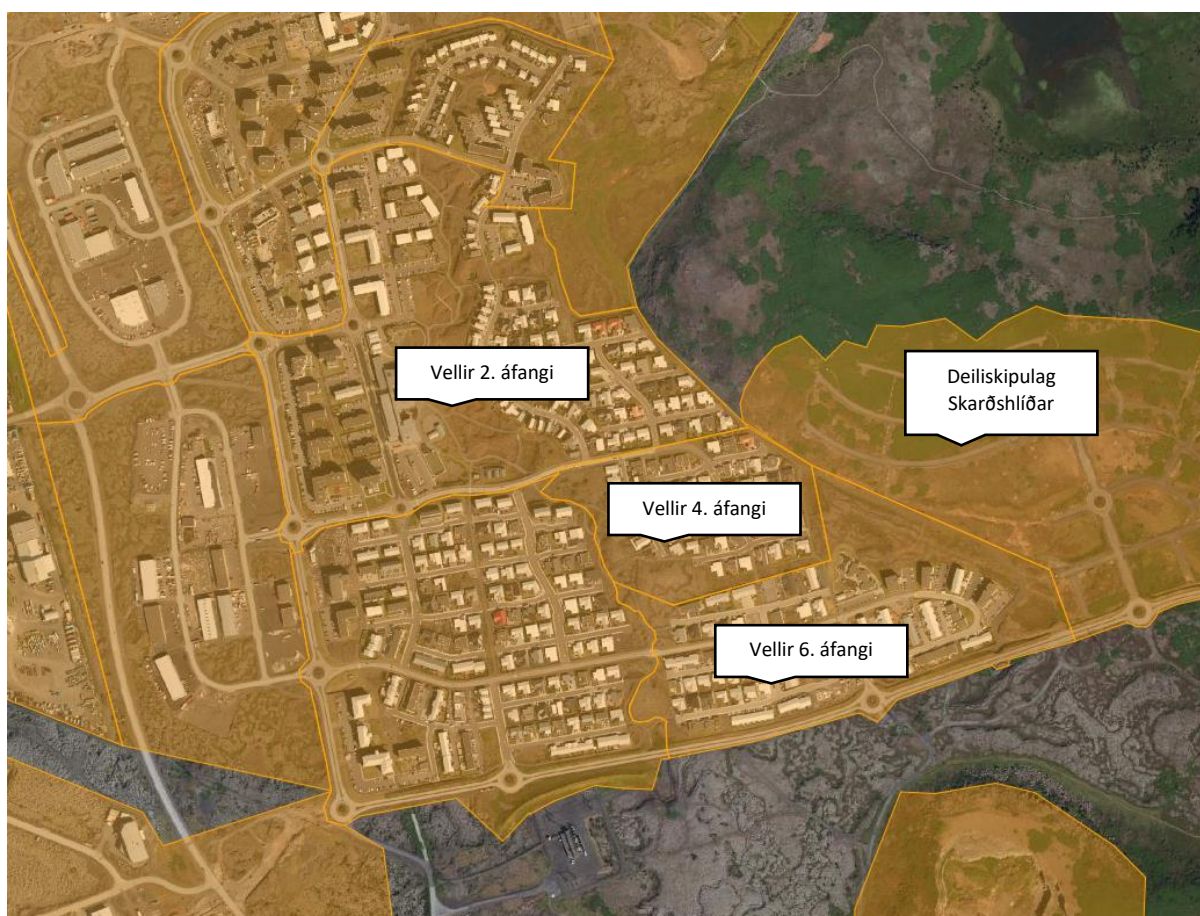 Vellir 2. áfangi
Deiliskipulag
Skarðshlíðar
Vellir 4. áfangi
Vellir 6. áfangi